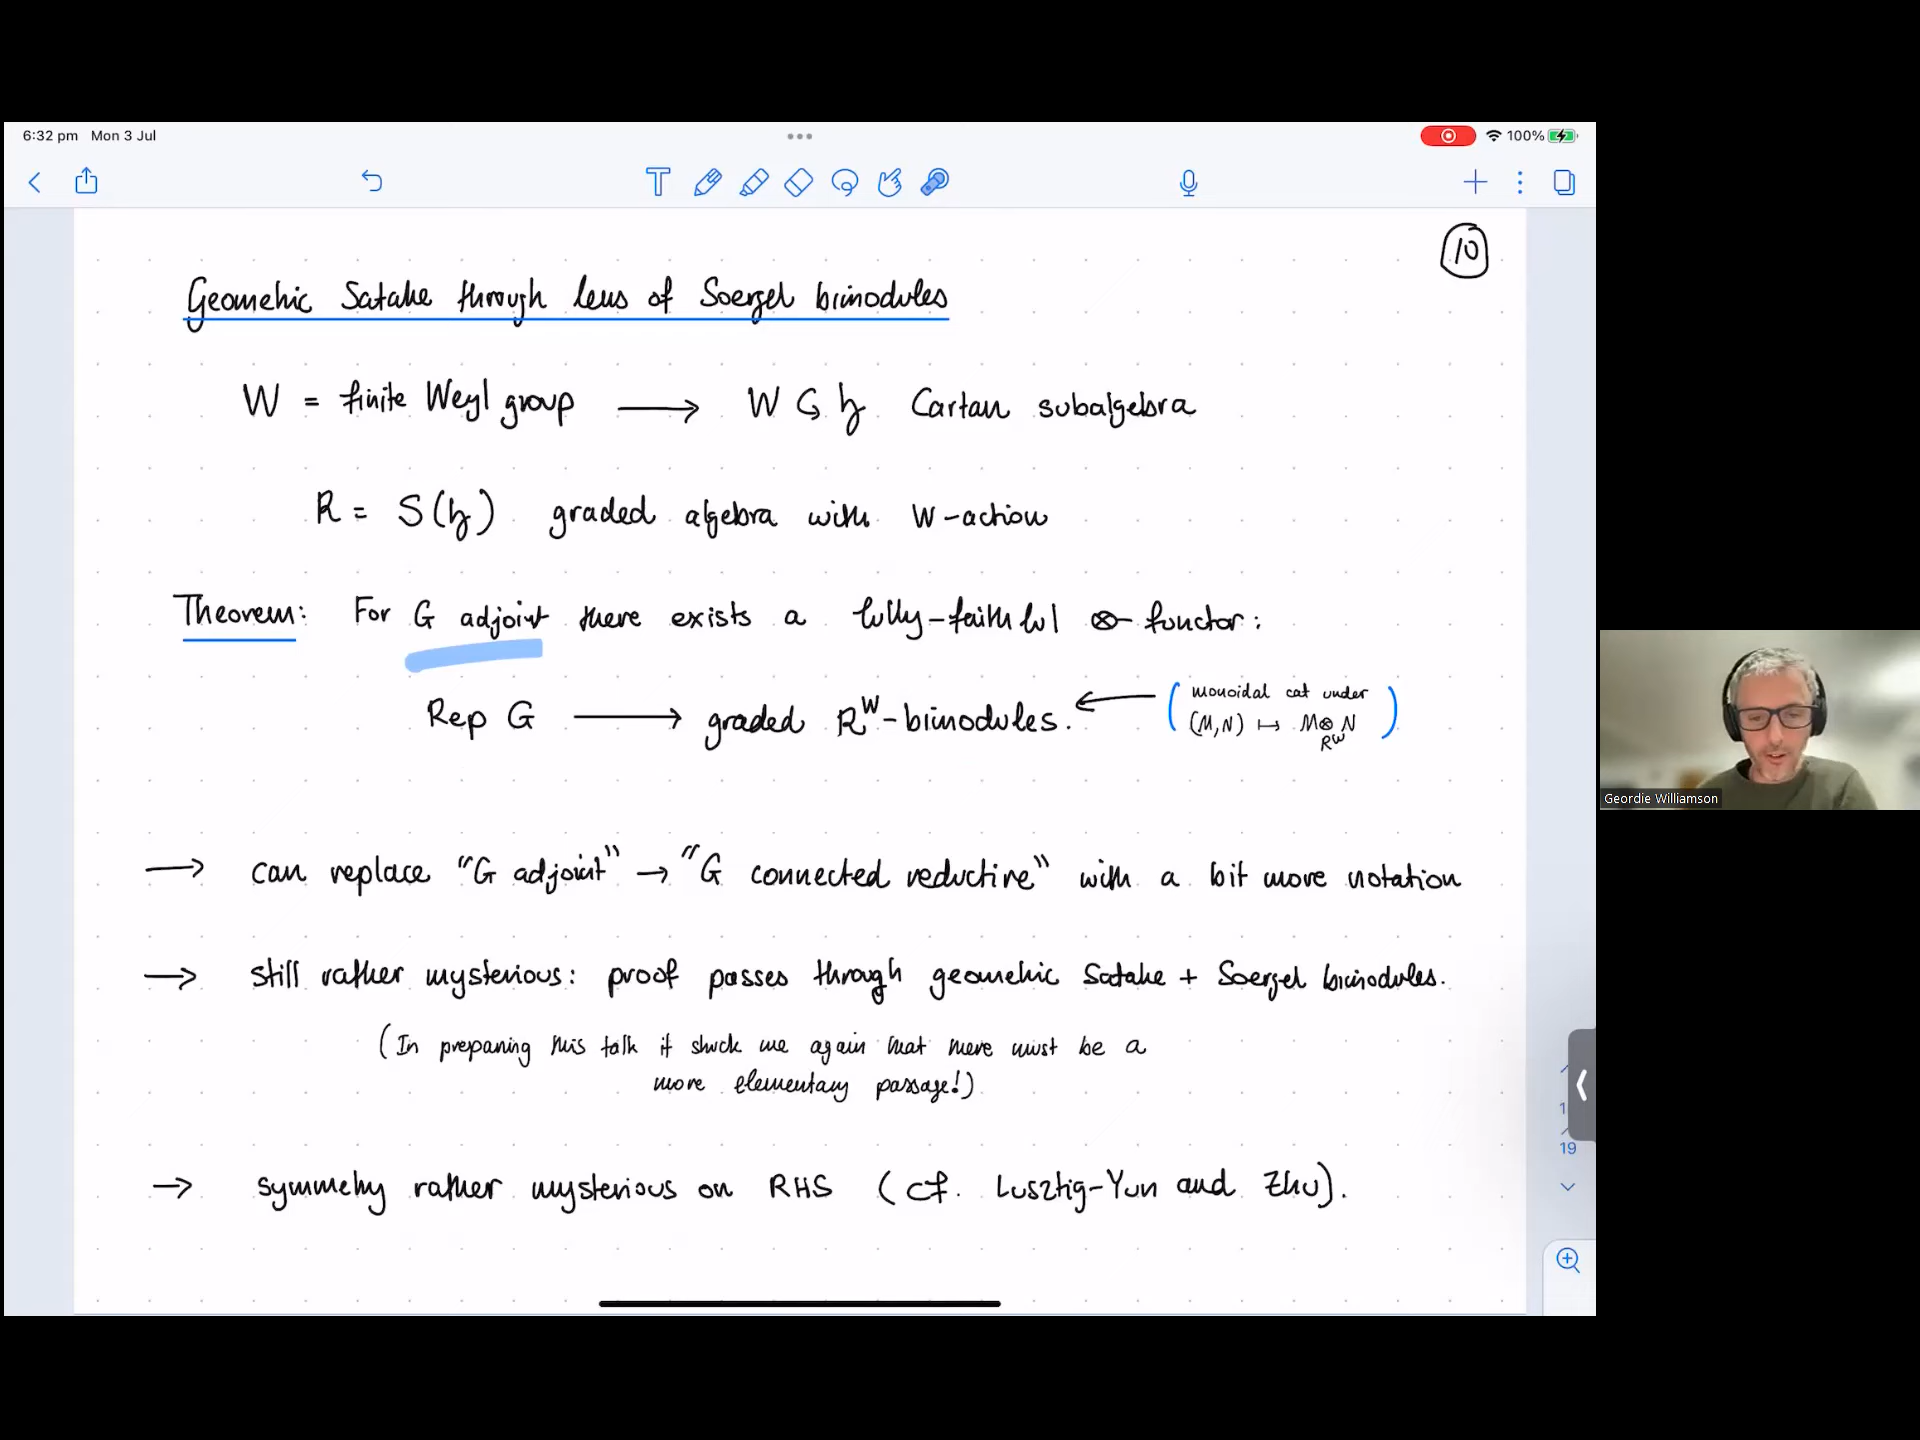 6:32 pm Mon 3 Jul
100%
10
Geometric Satake through lens of Soergel bimodules
W = finite Weyl group ⟶ W ↻ 𝔥 Cartan subalgebra
R = S(𝔥) graded algebra with W-action
Theorem: For G adjoint there exists a fully-faithful ⊗-functor:
Rep G ⟶ graded R^W-bimodules. ⟵ (monoidal cat under
(M,N) ↦ M⊗_{R^W} N)
→ can replace "G adjoint" → "G connected reductive" with a bit more notation
→ still rather mysterious: proof passes through geometric Satake + Soergel bimodules.
(In preparing this talk it struck me again that there must be a
more elementary passage!)
→ symmetry rather mysterious on RHS (cf. Lusztig-Yun and Zhu).
19
Geordie Williamson